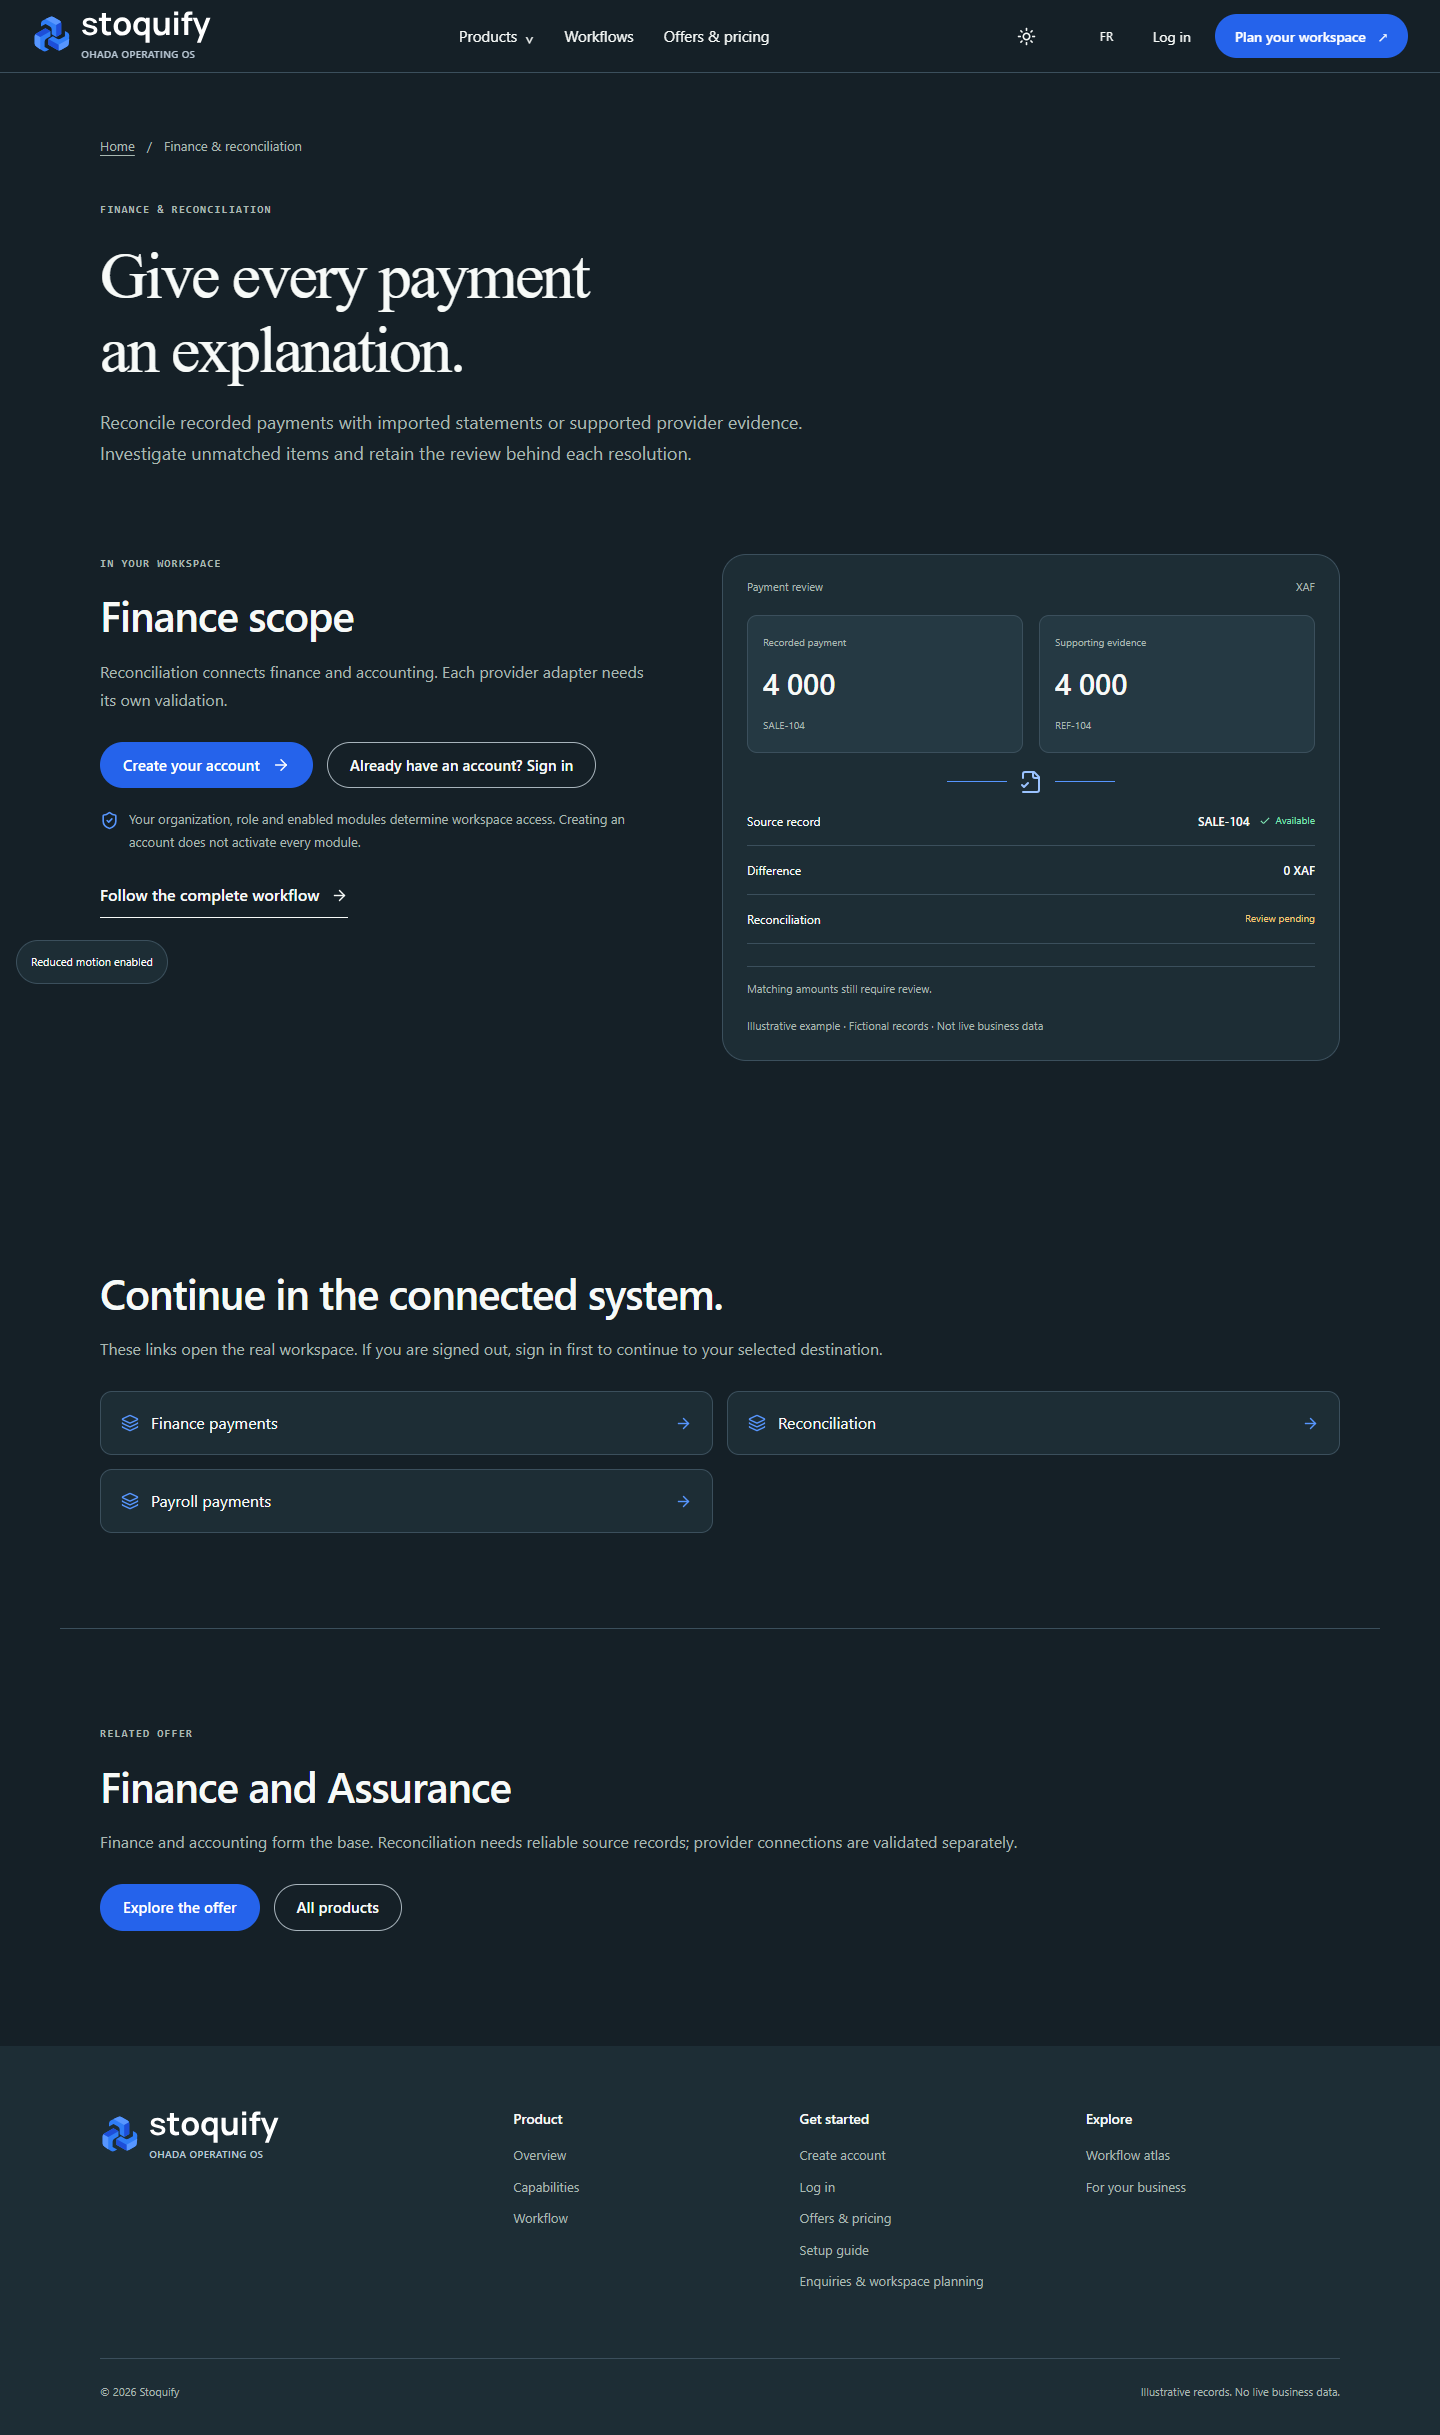 stoquify
OHADA OPERATING OS
Products
Workflows
Offers & pricing
FR
Log in
Plan your workspace ↗
Home / Finance & reconciliation
FINANCE & RECONCILIATION
Give every payment
an explanation.
Reconcile recorded payments with imported statements or supported provider evidence.
Investigate unmatched items and retain the review behind each resolution.
IN YOUR WORKSPACE
Finance scope
Reconciliation connects finance and accounting. Each provider adapter needs
its own validation.
Create your account →
Already have an account? Sign in
Your organization, role and enabled modules determine workspace access. Creating an
account does not activate every module.
Follow the complete workflow →
Reduced motion enabled
Payment review
XAF
Recorded payment
4 000
SALE-104
Supporting evidence
4 000
REF-104
Source record
SALE-104 ✓ Available
Difference
0 XAF
Reconciliation
Review pending
Matching amounts still require review.
Illustrative example · Fictional records · Not live business data
Continue in the connected system.
These links open the real workspace. If you are signed out, sign in first to continue to your selected destination.
Finance payments →
Reconciliation →
Payroll payments →
RELATED OFFER
Finance and Assurance
Finance and accounting form the base. Reconciliation needs reliable source records; provider connections are validated separately.
Explore the offer
All products
stoquify
OHADA OPERATING OS
Product
Overview
Capabilities
Workflow
Get started
Create account
Log in
Offers & pricing
Setup guide
Enquiries & workspace planning
Explore
Workflow atlas
For your business
© 2026 Stoquify
Illustrative records. No live business data.